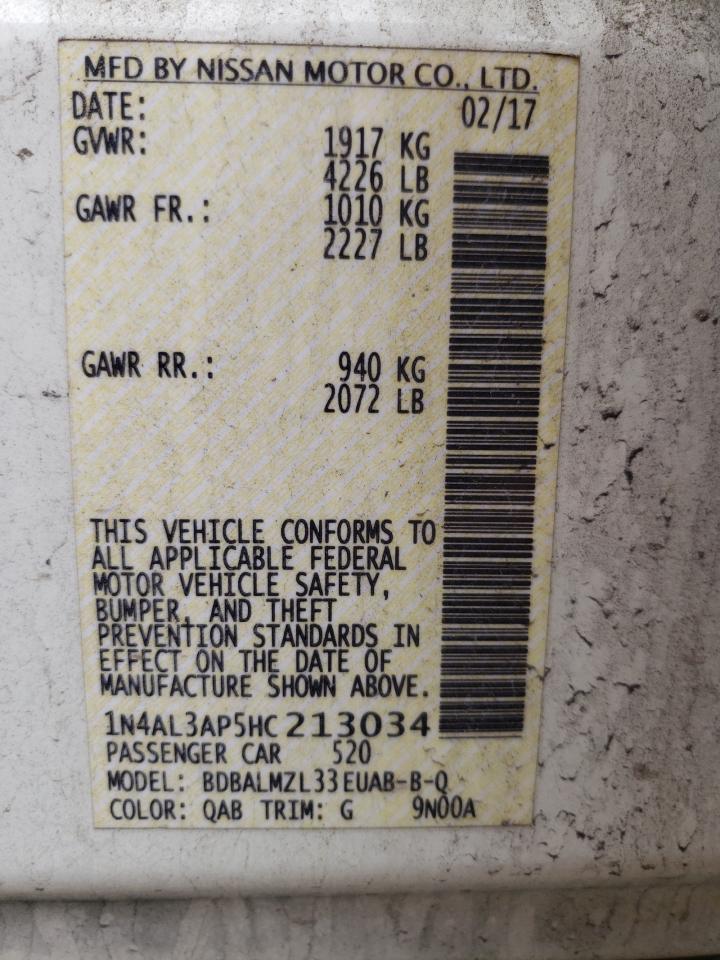 MFD BY NISSAN MOTOR CO., LTD.
DATE: 02/17
GVWR: 1917 KG
4226 LB
GAWR FR.: 1010 KG
2227 LB
GAWR RR.: 940 KG
2072 LB
THIS VEHICLE CONFORMS TO
ALL APPLICABLE FEDERAL
MOTOR VEHICLE SAFETY,
BUMPER, AND THEFT
PREVENTION STANDARDS IN
EFFECT ON THE DATE OF
MANUFACTURE SHOWN ABOVE.
1N4AL3AP5HC213034
PASSENGER CAR 520
MODEL: BDBALMZL33EUAB-B-Q
COLOR: QAB TRIM: G 9N00A